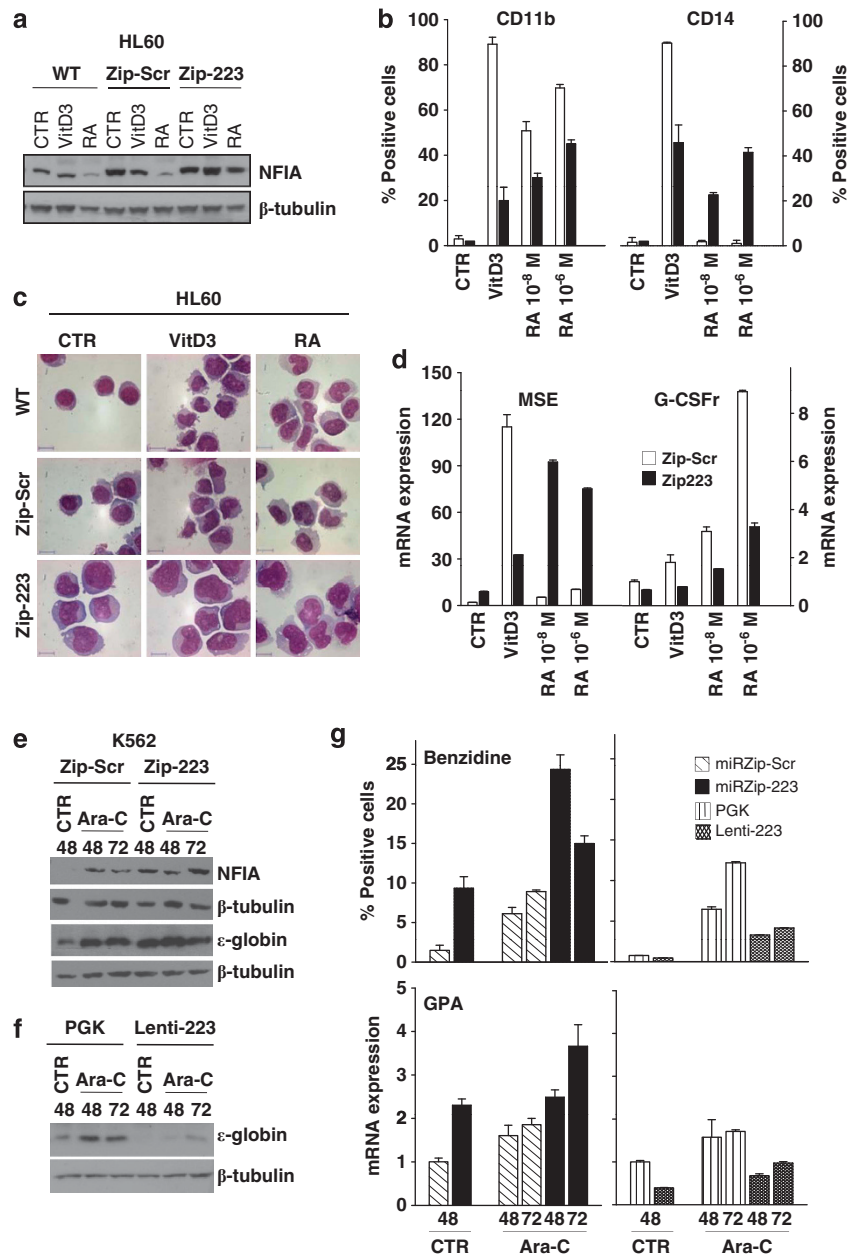 a
HL60
WT Zip-Scr Zip-223
CTR VitD3 RA CTR VitD3 RA CTR VitD3 RA
NFIA
β-tubulin
b
CD11b CD14
100 100
80 80
60 60
40 40
20 20
0 0
% Positive cells
% Positive cells
CTR VitD3 RA 10⁻⁸ M RA 10⁻⁶ M CTR VitD3 RA 10⁻⁸ M RA 10⁻⁶ M
c
HL60
CTR VitD3 RA
WT
Zip-Scr
Zip-223
d
MSE G-CSFr
150
120 8
90 6
60 4
30 2
0 0
mRNA expression
mRNA expression
Zip-Scr
Zip223
CTR VitD3 RA 10⁻⁸ M RA 10⁻⁶ M CTR VitD3 RA 10⁻⁸ M RA 10⁻⁶ M
e
K562
Zip-Scr Zip-223
CTR Ara-C CTR Ara-C
48 48 72 48 48 72
NFIA
β-tubulin
ε-globin
β-tubulin
f
PGK Lenti-223
CTR Ara-C CTR Ara-C
48 48 72 48 48 72
ε-globin
β-tubulin
g
Benzidine
25
20
15
10
5
0
% Positive cells
miRZip-Scr
miRZip-223
PGK
Lenti-223
GPA
5
4
3
2
1
0
mRNA expression
48 48 72 48 72 48 48 72 48 72
CTR Ara-C CTR Ara-C